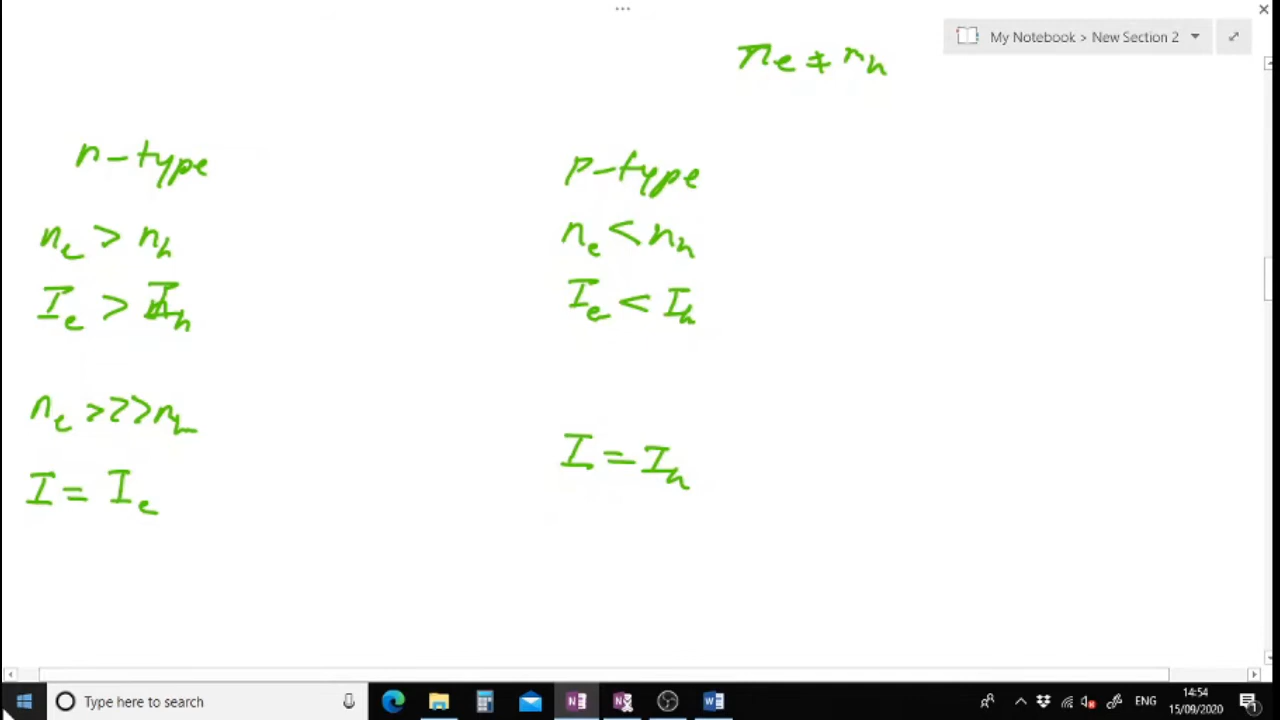 My Notebook > New Section 2
nₑ ≠ nₕ
n-type
nₑ > nₕ
Iₑ > Iₕ
nₑ >>>> nₕ
I = Iₑ
p-type
nₑ < nₕ
Iₑ < Iₕ
I = Iₕ
Type here to search
ENG
14:54
15/09/2020
1